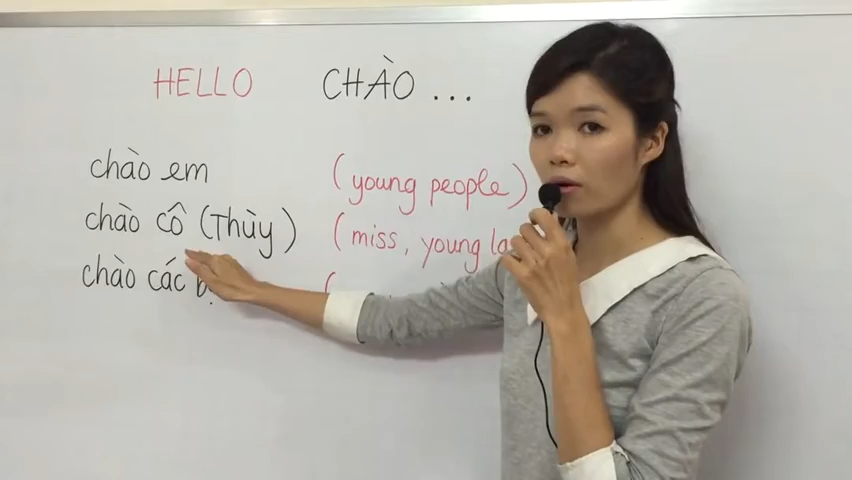 HELLO CHÀO ...
chào em (young people)
chào cô (Thùy) (miss, young
chào các